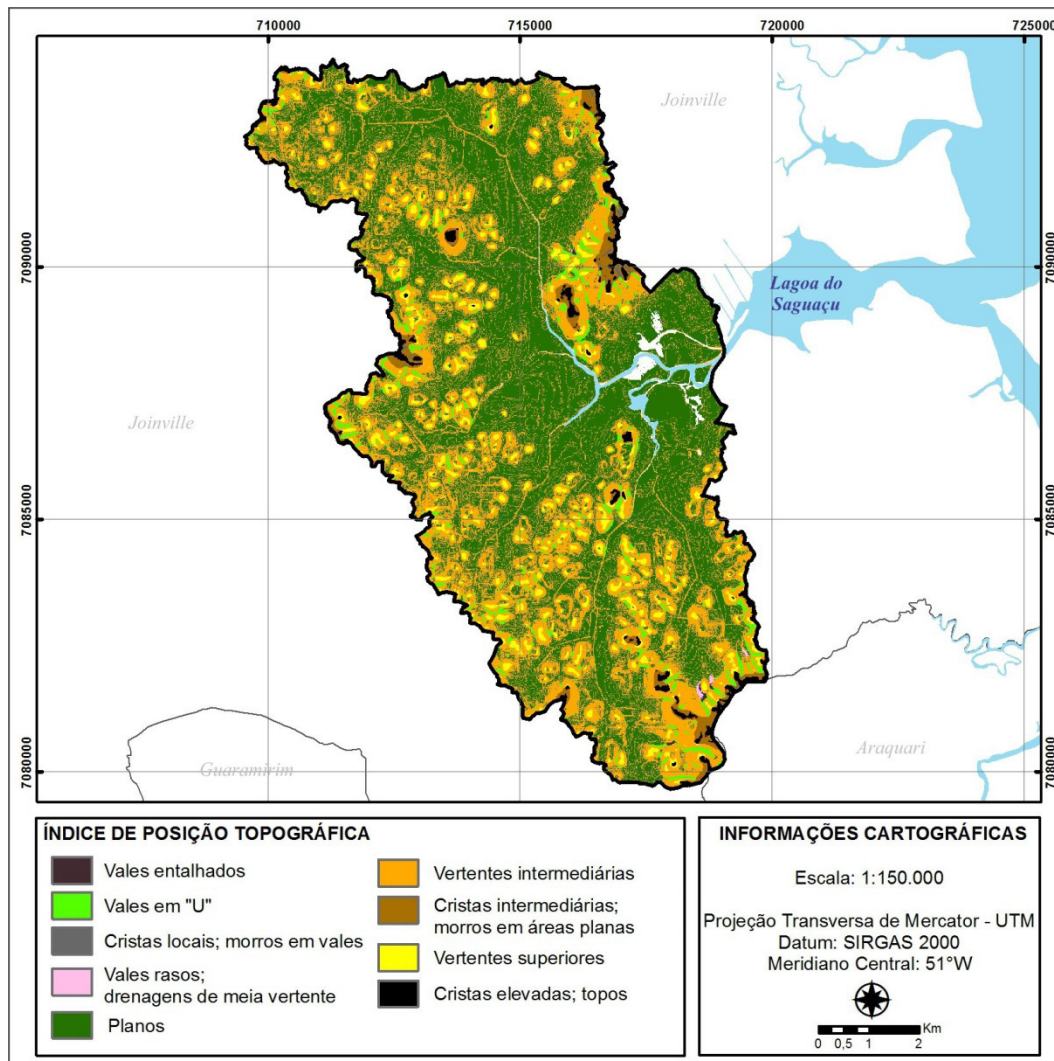 710000
715000
720000
725000
Joinville
7090000
7090000
Lagoa do
Saguaçu
Joinville
7085000
7085000
Araquari
7080000
Guaramirim
7080000
ÍNDICE DE POSIÇÃO TOPOGRÁFICA
Vales entalhados
Vales em "U"
Cristas locais; morros em vales
Vales rasos;
drenagens de meia vertente
Planos
Vertentes intermediárias
Cristas intermediárias;
morros em áreas planas
Vertentes superiores
Cristas elevadas; topos
INFORMAÇÕES CARTOGRÁFICAS
Escala: 1:150.000
Projeção Transversa de Mercator - UTM
Datum: SIRGAS 2000
Meridiano Central: 51°W
Km
0 0,5 1 2